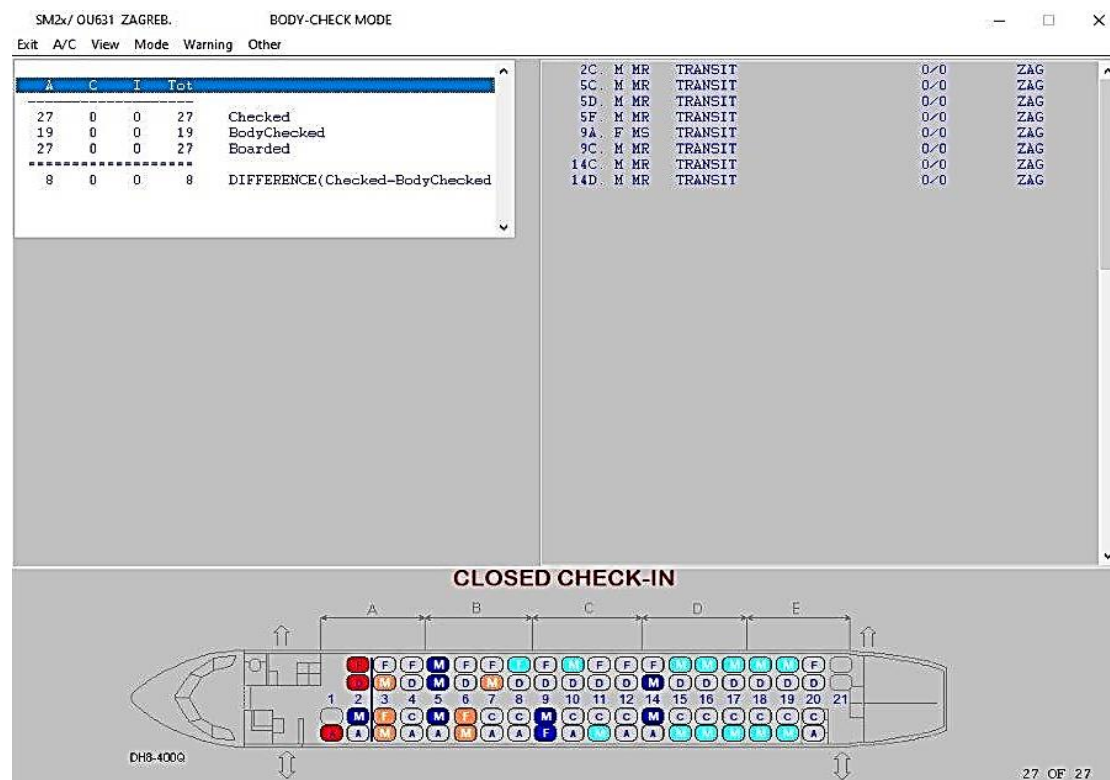 SM2x/ OU631 ZAGREB. BODY-CHECK MODE
Exit A/C View Mode Warning Other
A C I Tot
27 0 0 27 Checked
19 0 0 19 BodyChecked
27 0 0 27 Boarded
8 0 0 8 DIFFERENCE(Checked-BodyChecked
2C. M MR TRANSIT 0/0 ZAG
5C. M MR TRANSIT 0/0 ZAG
5D. M MR TRANSIT 0/0 ZAG
5F. M MR TRANSIT 0/0 ZAG
9A. F MS TRANSIT 0/0 ZAG
9C. M MR TRANSIT 0/0 ZAG
14C. M MR TRANSIT 0/0 ZAG
14D. M MR TRANSIT 0/0 ZAG
CLOSED CHECK-IN
A B C D E
F F F M F F F F M F F F M M M M M F
D M D M D M D D D D D M D D D D D D
1 2 3 4 5 6 7 8 9 10 11 12 14 15 16 17 18 19 20 21
M F C M F C C M C C C M C C C C C C
A A M A A M A A F A M A A M M M M M A
DH8-400Q
27 OF 27